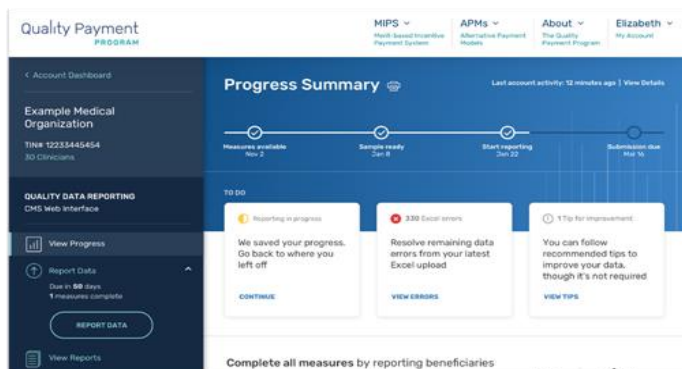 Quality Payment
PROGRAM
MIPS
Merit-based Incentive
Payment System
APMs
Alternative Payment
Models
About
The Quality
Payment Program
Elizabeth
My Account
< Account Dashboard
Example Medical
Organization
TIN# 12233445454
30 Clinicians
QUALITY DATA REPORTING
CMS Web Interface
View Progress
Report Data
Due in 50 days
1 measures complete
REPORT DATA
View Reports
Progress Summary
Last account activity: 12 minutes ago | View Details
Measures available
Nov 2
Sample ready
Jan 8
Start reporting
Jan 22
Submission due
Mar 16
TO DO
Reporting in progress
We saved your progress.
Go back to where you
left off
CONTINUE
330 Excel errors
Resolve remaining data
errors from your latest
Excel upload
VIEW ERRORS
1 Tip for improvement
You can follow
recommended tips to
improve your data,
though it's not required
VIEW TIPS
Complete all measures by reporting beneficiaries